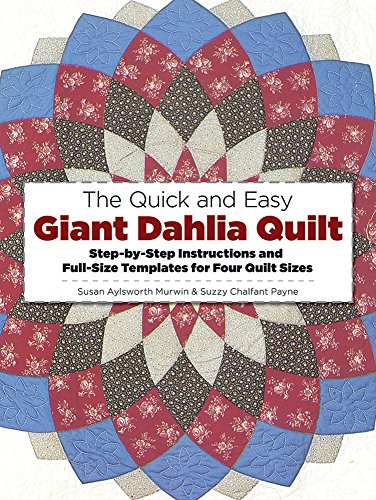 The Quick and Easy
Giant Dahlia Quilt
Step-by-Step Instructions and
Full-Size Templates for Four Quilt Sizes
Susan Aylsworth Murwin & Suzzy Chalfant Payne